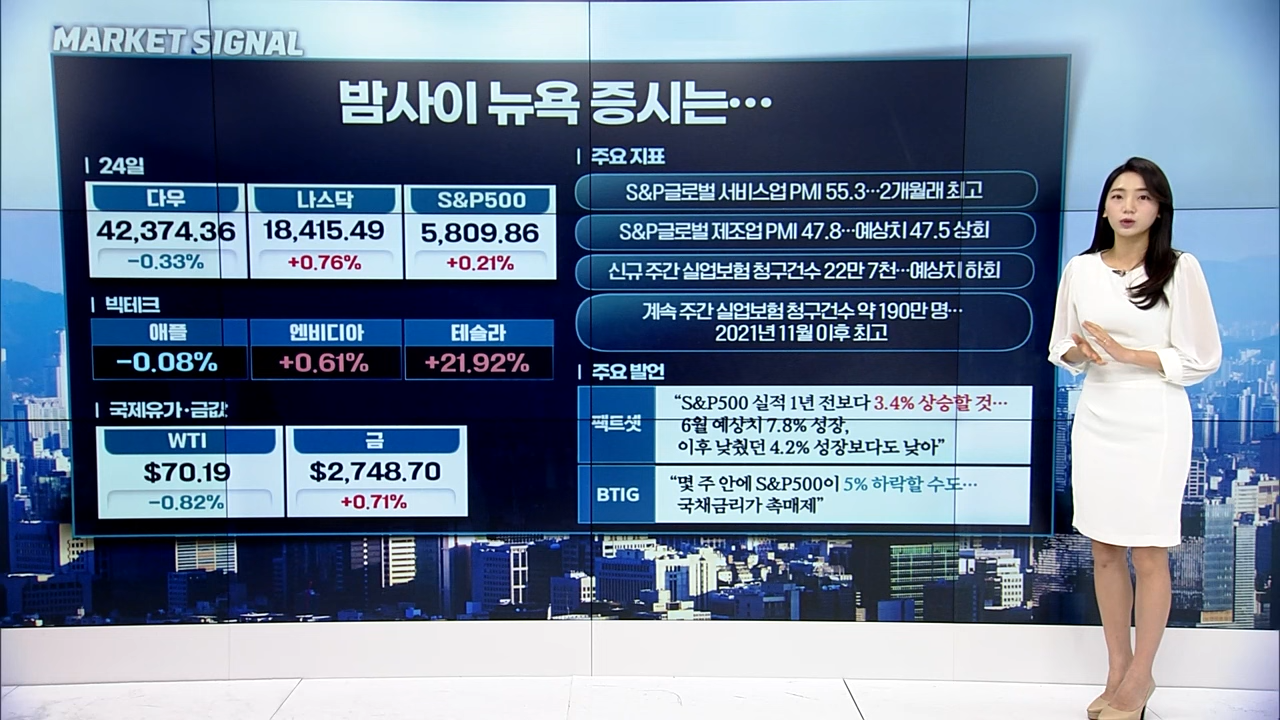 MARKET SIGNAL
밤사이 뉴욕 증시는…
24일
다우
나스닥
S&P500
42,374.36
18,415.49
5,809.86
-0.33%
+0.76%
+0.21%
빅테크
애플
엔비디아
테슬라
-0.08%
+0.61%
+21.92%
국제유가·금값
WTI
금
$70.19
$2,748.70
-0.82%
+0.71%
주요 지표
S&P글로벌 서비스업 PMI 55.3…2개월래 최고
S&P글로벌 제조업 PMI 47.8…예상치 47.5 상회
신규 주간 실업보험 청구건수 22만 7천…예상치 하회
계속 주간 실업보험 청구건수 약 190만 명…
2021년 11월 이후 최고
주요 발언
팩트셋
“S&P500 실적 1년 전보다 3.4% 상승할 것…
6월 예상치 7.8% 성장,
이후 낮췄던 4.2% 성장보다도 낮아”
BTIG
“몇 주 안에 S&P500이 5% 하락할 수도…
국채금리가 촉매제”